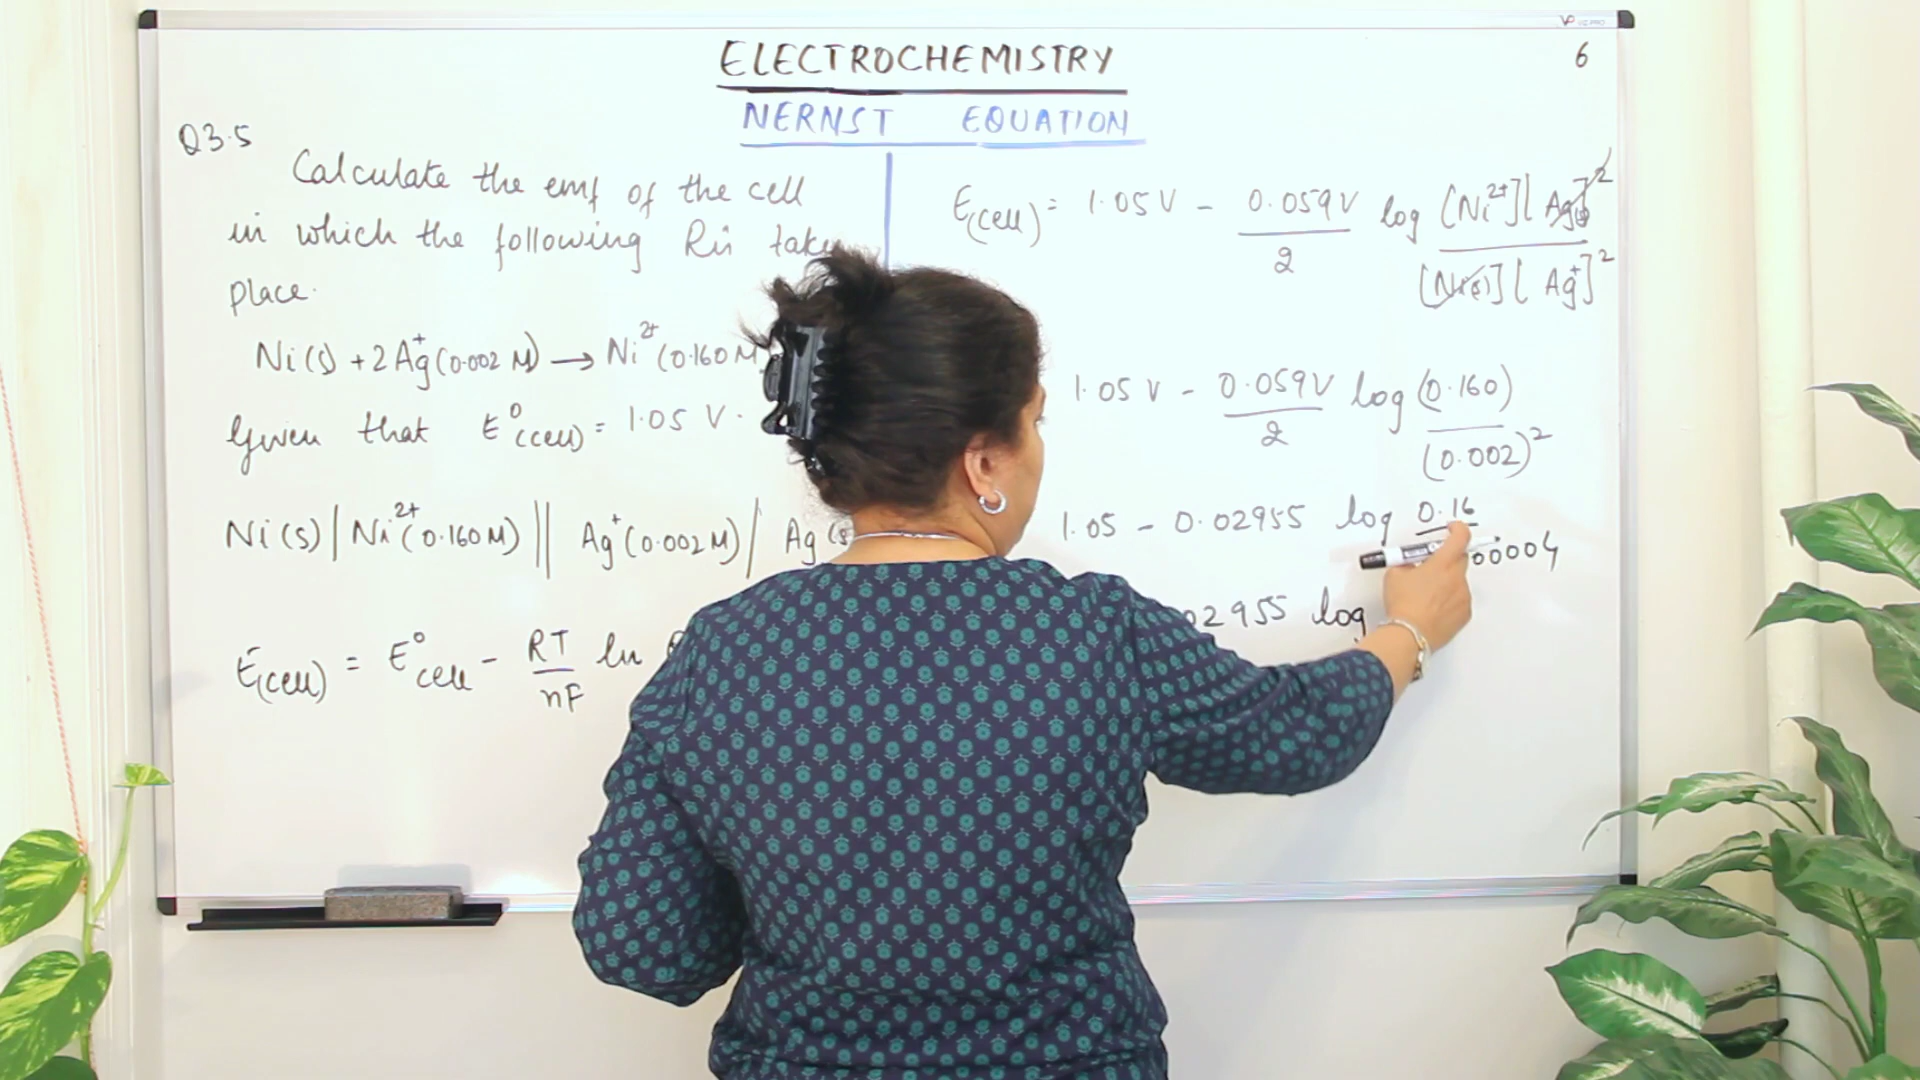 ELECTROCHEMISTRY
6
NERNST EQUATION
Q3.5
Calculate the emf of the cell
in which the following Rn
place.
Ni(s) + 2Ag⁺(0.002 M) → Ni²⁺(0.160 M
Given that E⁰(cell) = 1.05 V.
Ni(s) | Ni²⁺(0.160M) || Ag⁺(0.002M) | Ag (s
E(cell) = E⁰cell - RT/nF ln
E(cell) = 1.05 V - 0.059V/2 log [Ni²⁺][Ag(s)]²/[Ni(s)][Ag⁺]²
1.05 V - 0.059V/2 log (0.160)/(0.002)²
1.05 - 0.02955 log 0.16/00004
02955 log